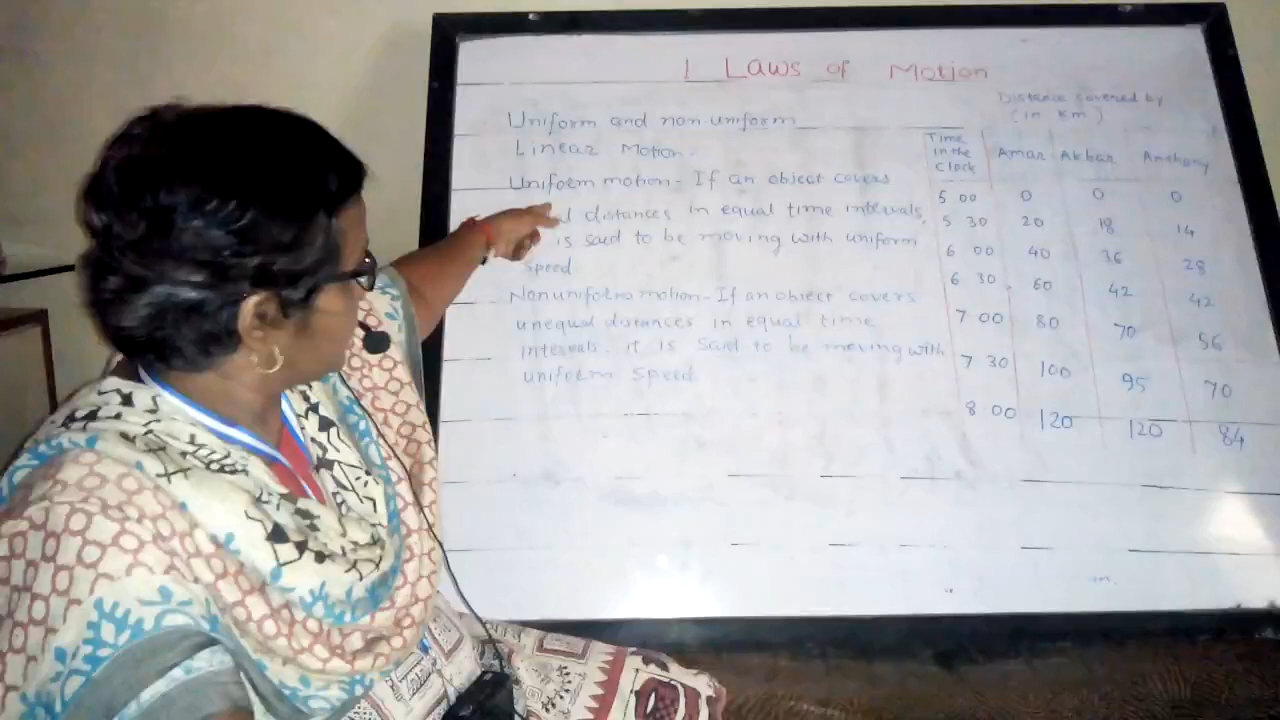 1 Laws of Motion
Uniform and non-uniform
Linear Motion.
Uniform motion - If an object covers
distances in equal time intervals,
is said to be moving with uniform
speed
Nonuniform motion - If an object covers
unequal distances in equal time
intervals. it is said to be moving with
uniform speed.
Distance covered by
(in Km)
Time in the Clock Amar Akbar Anthony
5 00 0 0 0
5 30 20 18 14
6 00 40 36 28
6 30 60 42 42
7 00 80 70 56
7 30 100 95 70
8 00 120 120 84